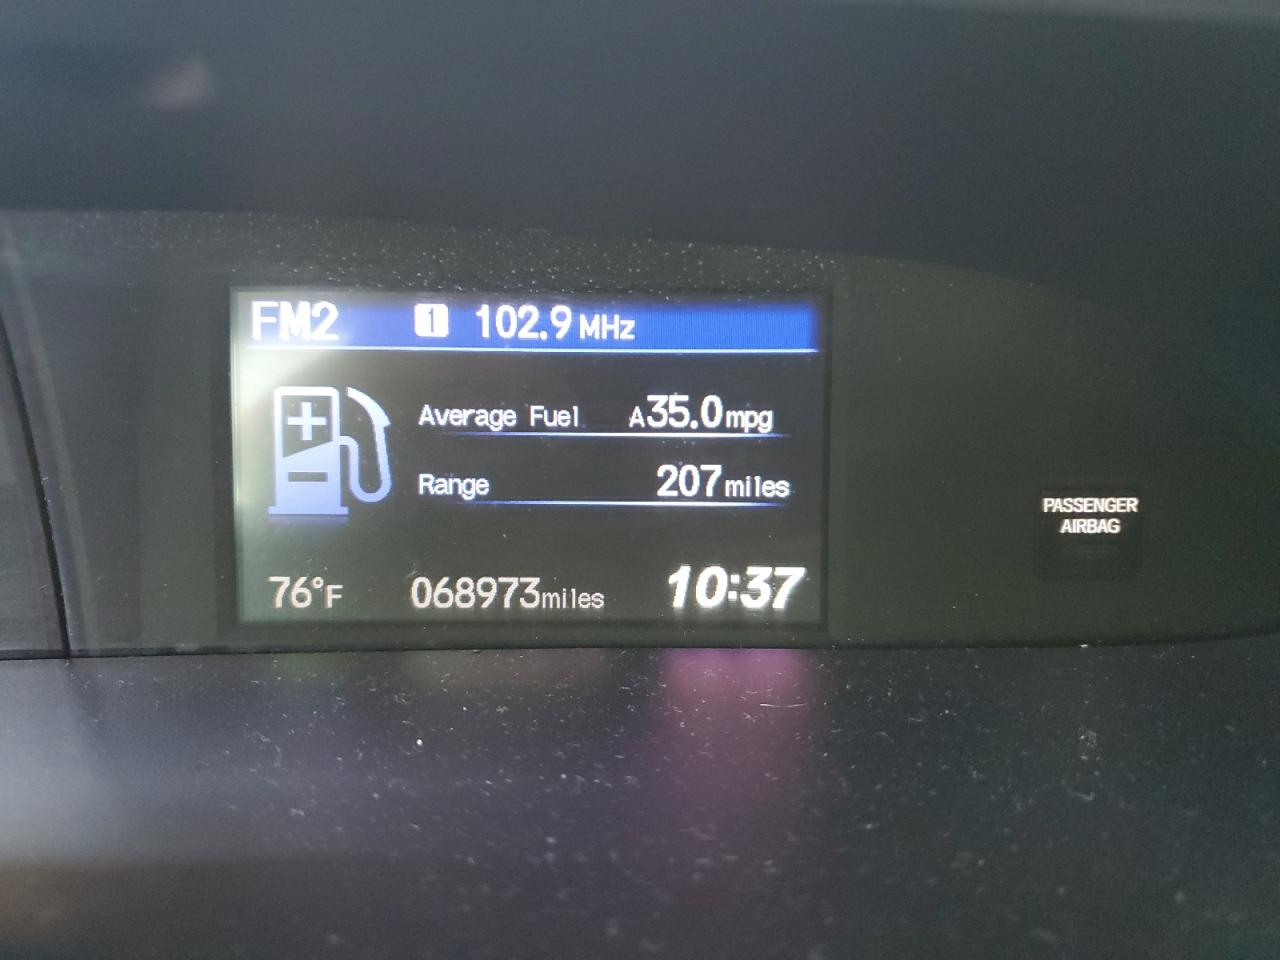 FM2 1 102.9 MHz
Average Fuel A35.0mpg
Range 207miles
76°F 068973miles 10:37
PASSENGER
AIRBAG